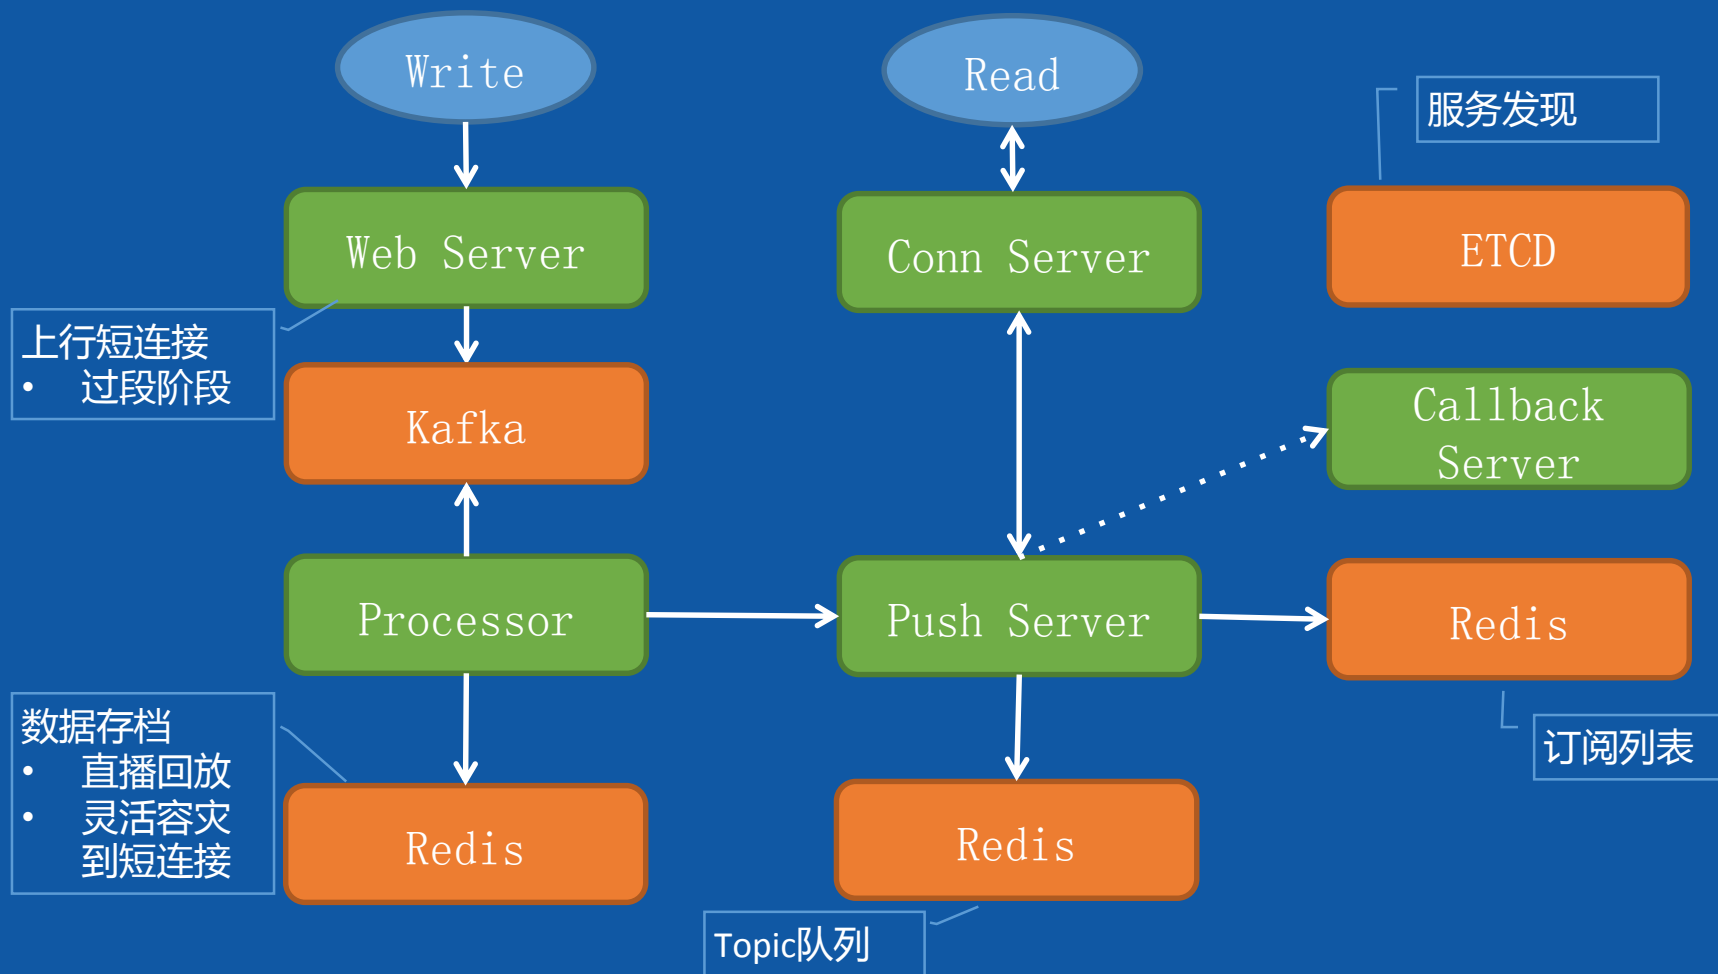 Write
Read
服务发现
Web Server
Conn Server
ETCD
上行短连接
• 过段阶段
Kafka
Callback
Server
Processor
Push Server
Redis
数据存档
• 直播回放
• 灵活容灾
到短连接
订阅列表
Redis
Redis
Topic队列